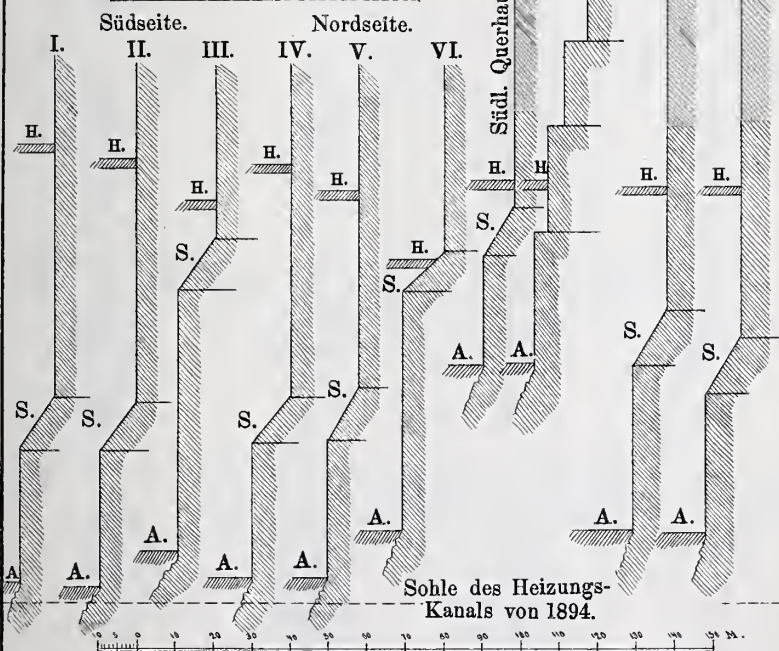 Südseite.
Nordseite.
I. II. III. IV. V. VI.
Südl.
H. H. H. H. H. H. H. H H. H.
S. S. S. S. S. S. S. S. S.
A. A. A. A. A. A. A. A. A. A.
Sohle des Heizungs-
Kanals von 1894.
10 5 0 10 20 30 40 50 60 70 80 90 100 110 120 130 140 150 M.